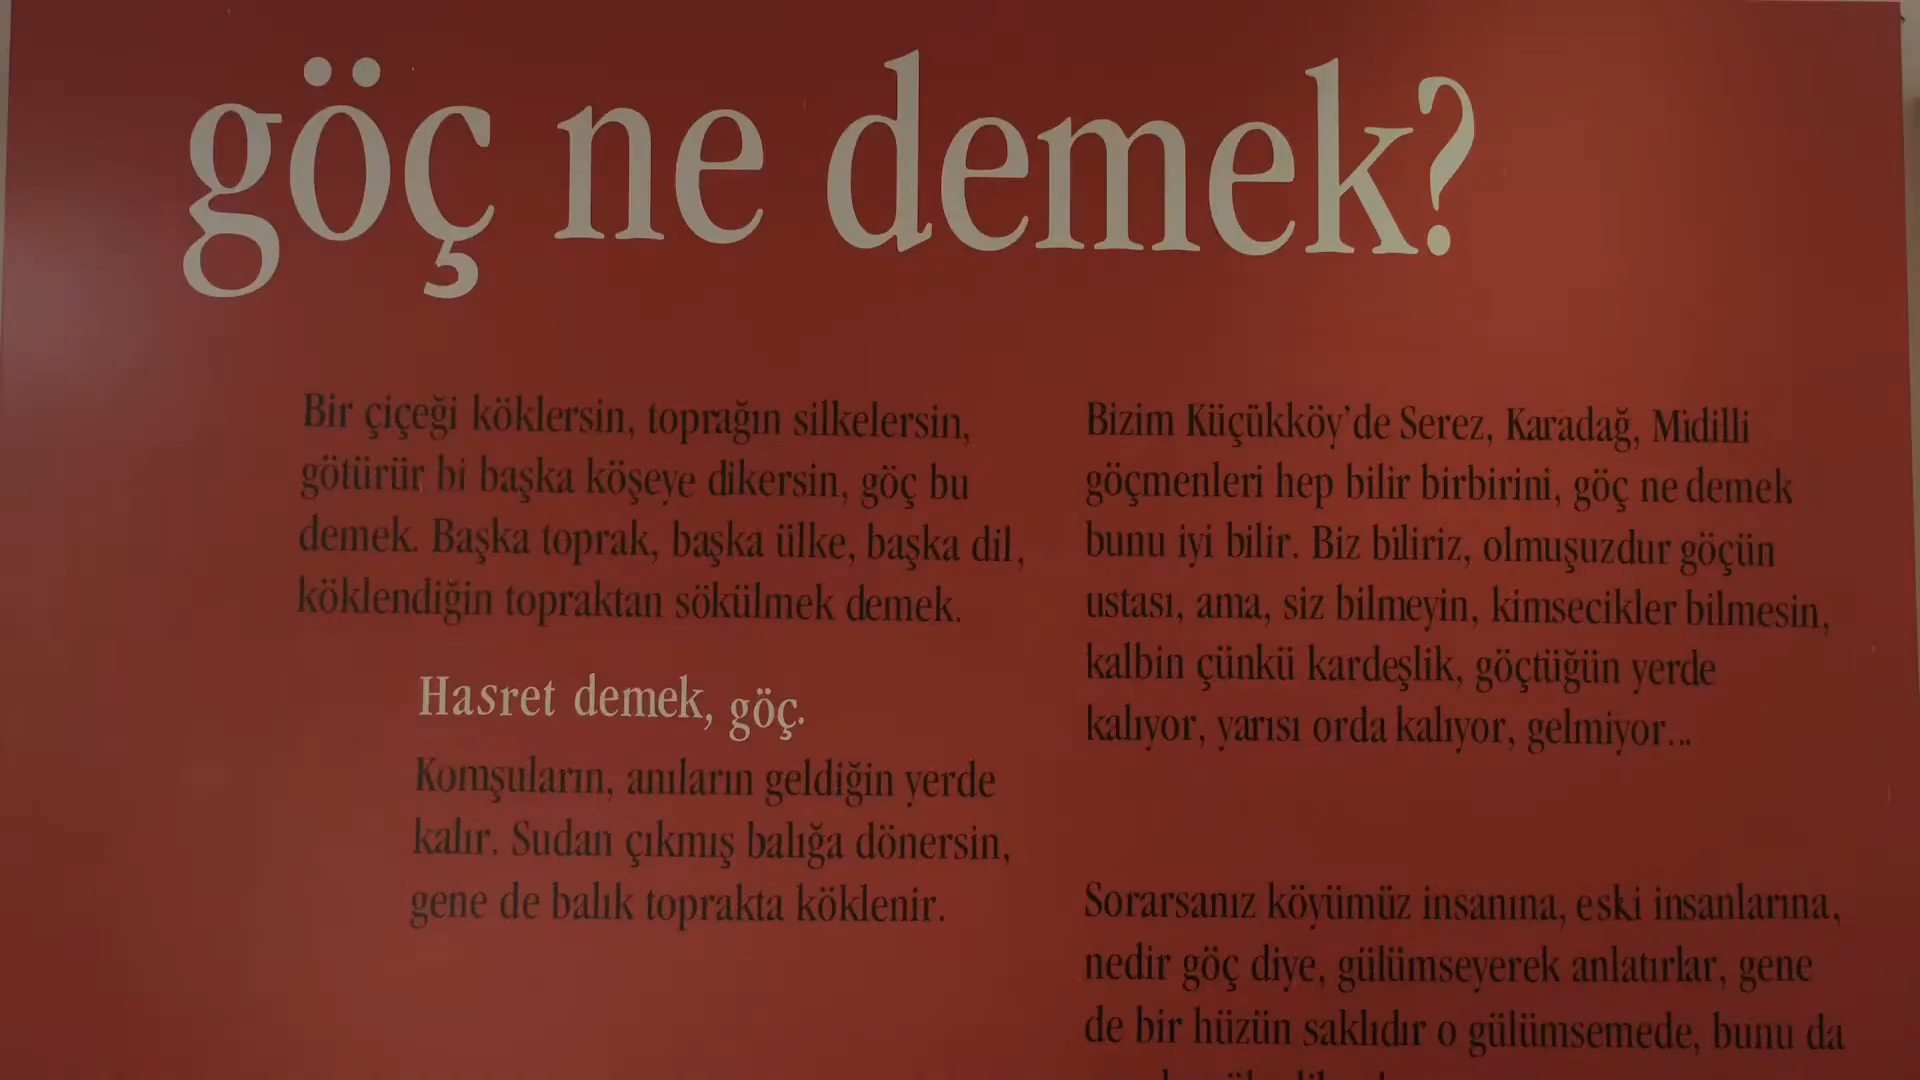 göç ne demek?
Bir çiçeği köklersin, toprağın silkelersin,
götürür bi başka köşeye dikersin, göç bu
demek. Başka toprak, başka ülke, başka dil,
köklendiğin topraktan sökülmek demek.
Hasret demek, göç.
Komşuların, anıların geldiğin yerde
kalır. Sudan çıkmış balığa dönersin,
gene de balık toprakta köklenir.
Bizim Küçükköy'de Serez, Karadağ, Midilli
göçmenleri hep bilir birbirini, göç ne demek
bunu iyi bilir. Biz biliriz, olmuşuzdur göçün
ustası, ama, siz bilmeyin, kimsecikler bilmesin,
kalbin çünkü kardeşlik, göçtüğün yerde
kalıyor, yarısı orda kalıyor, gelmiyor...
Sorarsanız köyümüz insanına, eski insanlarına,
nedir göç diye, gülümseyerek anlatırlar, gene
de bir hüzün saklıdır o gülümsemede, bunu da